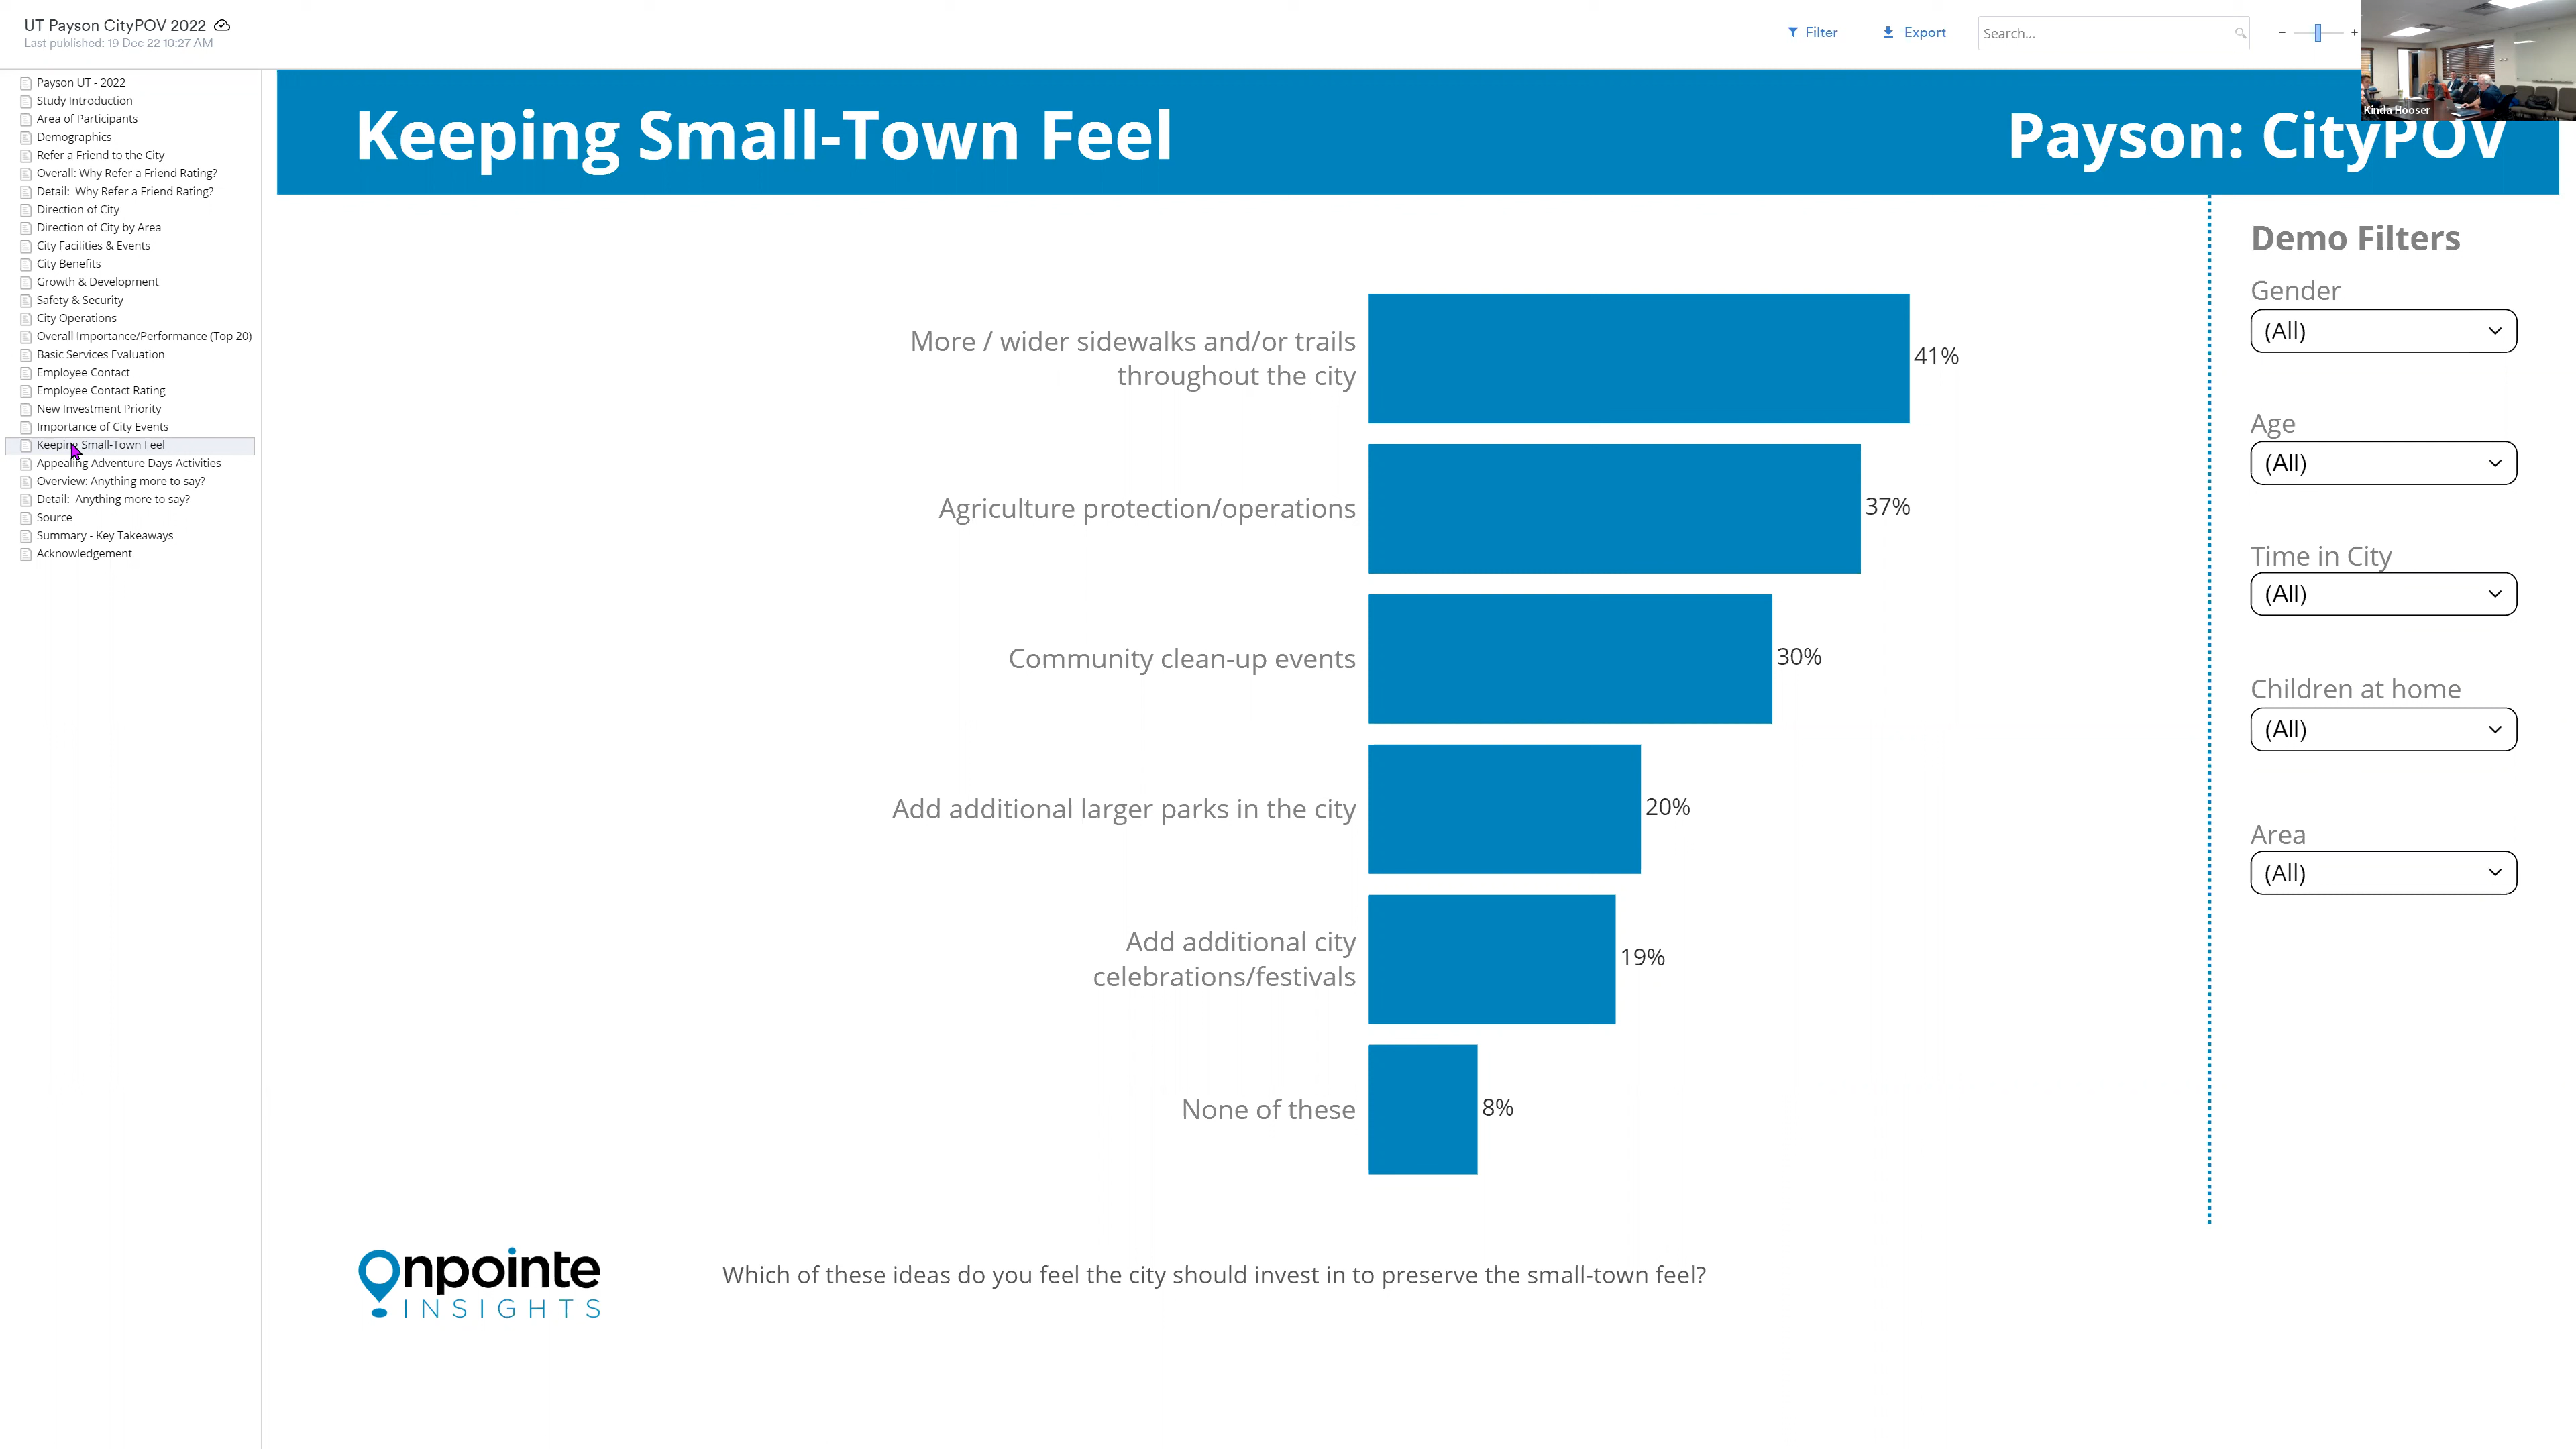 UT Payson CityPOV 2022
Last published: 19 Dec 22 10:27 AM
Filter
Export
Search...
Kinda Hooser
Payson UT - 2022
Study Introduction
Area of Participants
Demographics
Refer a Friend to the City
Overall: Why Refer a Friend Rating?
Detail: Why Refer a Friend Rating?
Direction of City
Direction of City by Area
City Facilities & Events
City Benefits
Growth & Development
Safety & Security
City Operations
Overall Importance/Performance (Top 20)
Basic Services Evaluation
Employee Contact
Employee Contact Rating
New Investment Priority
Importance of City Events
Keeping Small-Town Feel
Appealing Adventure Days Activities
Overview: Anything more to say?
Detail: Anything more to say?
Source
Summary - Key Takeaways
Acknowledgement
Keeping Small-Town Feel
Payson: CityPOV
More / wider sidewalks and/or trails
throughout the city
41%
Agriculture protection/operations
37%
Community clean-up events
30%
Add additional larger parks in the city
20%
Add additional city
celebrations/festivals
19%
None of these
8%
Demo Filters
Gender
(All)
Age
(All)
Time in City
(All)
Children at home
(All)
Area
(All)
Onpointe
INSIGHTS
Which of these ideas do you feel the city should invest in to preserve the small-town feel?